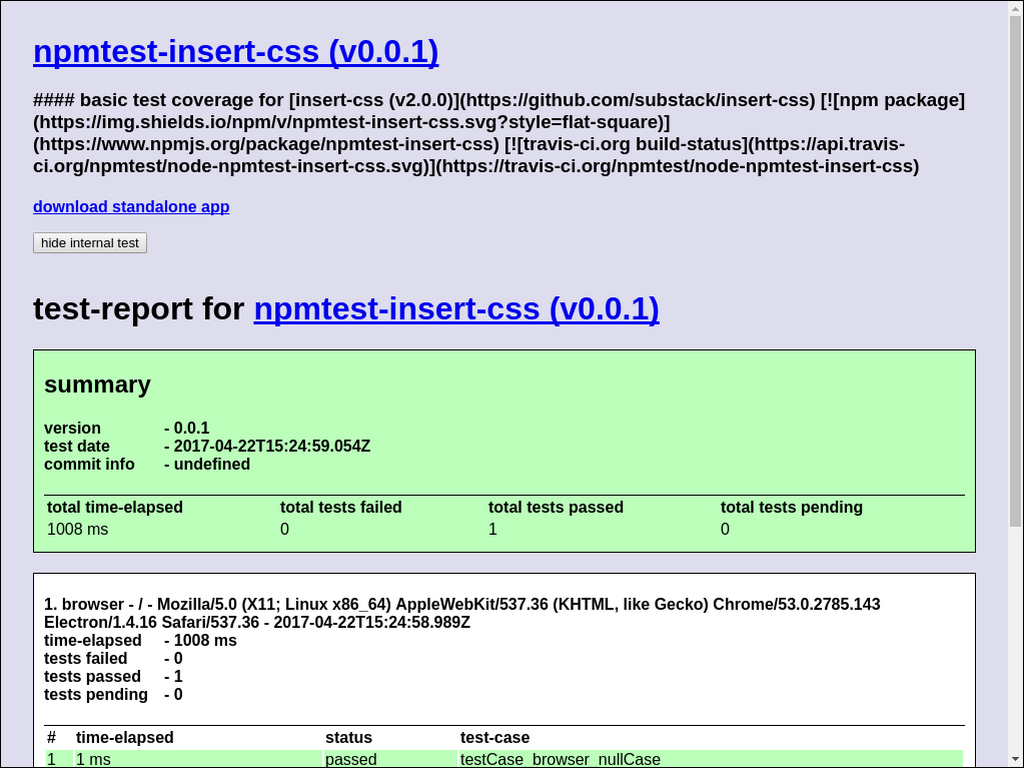 npmtest-insert-css (v0.0.1)
#### basic test coverage for [insert-css (v2.0.0)](https://github.com/substack/insert-css) [![npm package]
(https://img.shields.io/npm/v/npmtest-insert-css.svg?style=flat-square)]
(https://www.npmjs.org/package/npmtest-insert-css) [![travis-ci.org build-status](https://api.travis-
ci.org/npmtest/node-npmtest-insert-css.svg)](https://travis-ci.org/npmtest/node-npmtest-insert-css)
download standalone app
hide internal test
test-report for npmtest-insert-css (v0.0.1)
summary
version - 0.0.1
test date - 2017-04-22T15:24:59.054Z
commit info - undefined
total time-elapsed total tests failed total tests passed total tests pending
1008 ms 0 1 0
1. browser - / - Mozilla/5.0 (X11; Linux x86_64) AppleWebKit/537.36 (KHTML, like Gecko) Chrome/53.0.2785.143
Electron/1.4.16 Safari/537.36 - 2017-04-22T15:24:58.989Z
time-elapsed - 1008 ms
tests failed - 0
tests passed - 1
tests pending - 0
# time-elapsed status test-case
1 1 ms passed testCase_browser_nullCase